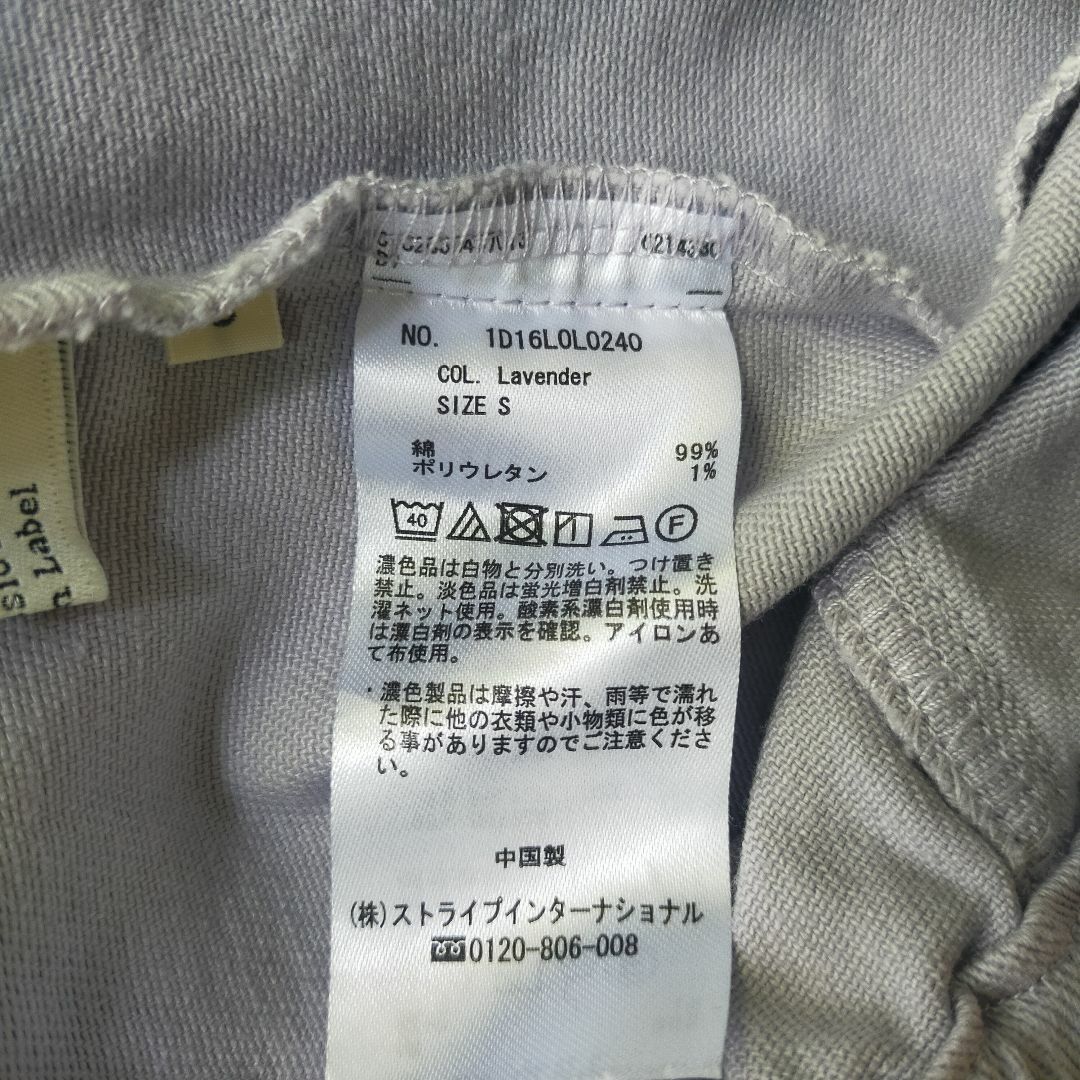 NO. 1D16L0L0240
COL. Lavender
SIZE S
綿 99%
ポリウレタン 1%
40
F
濃色品は白物と分別洗い。つけ置き
禁止。淡色品は蛍光増白剤禁止。洗
濯ネット使用。酸素系漂白剤使用時
は漂白剤の表示を確認。アイロンあ
て布使用。
・濃色製品は摩擦や汗、雨等で濡れ
た際に他の衣類や小物類に色が移
る事がありますのでご注意くださ
い。
中国製
(株)ストライプインターナショナル
0120-806-008
Label